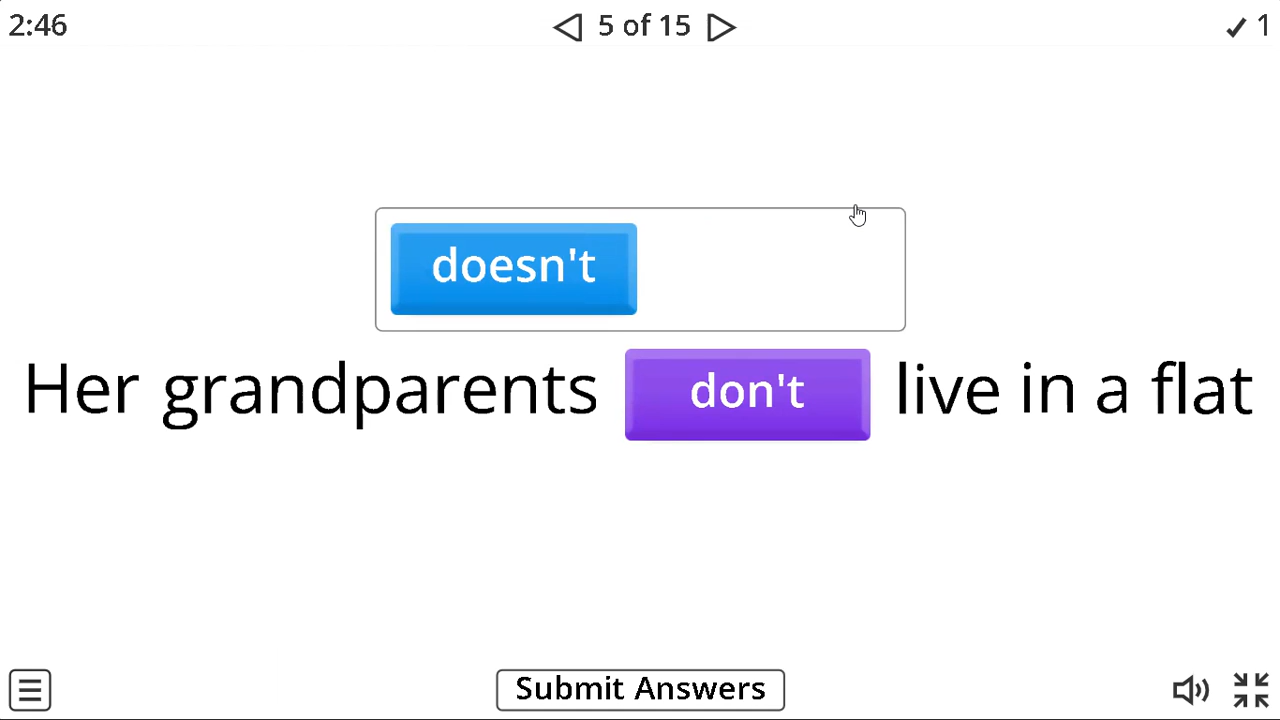 2:46
5 of 15
✓ 1
doesn't
Her grandparents don't live in a flat
Submit Answers